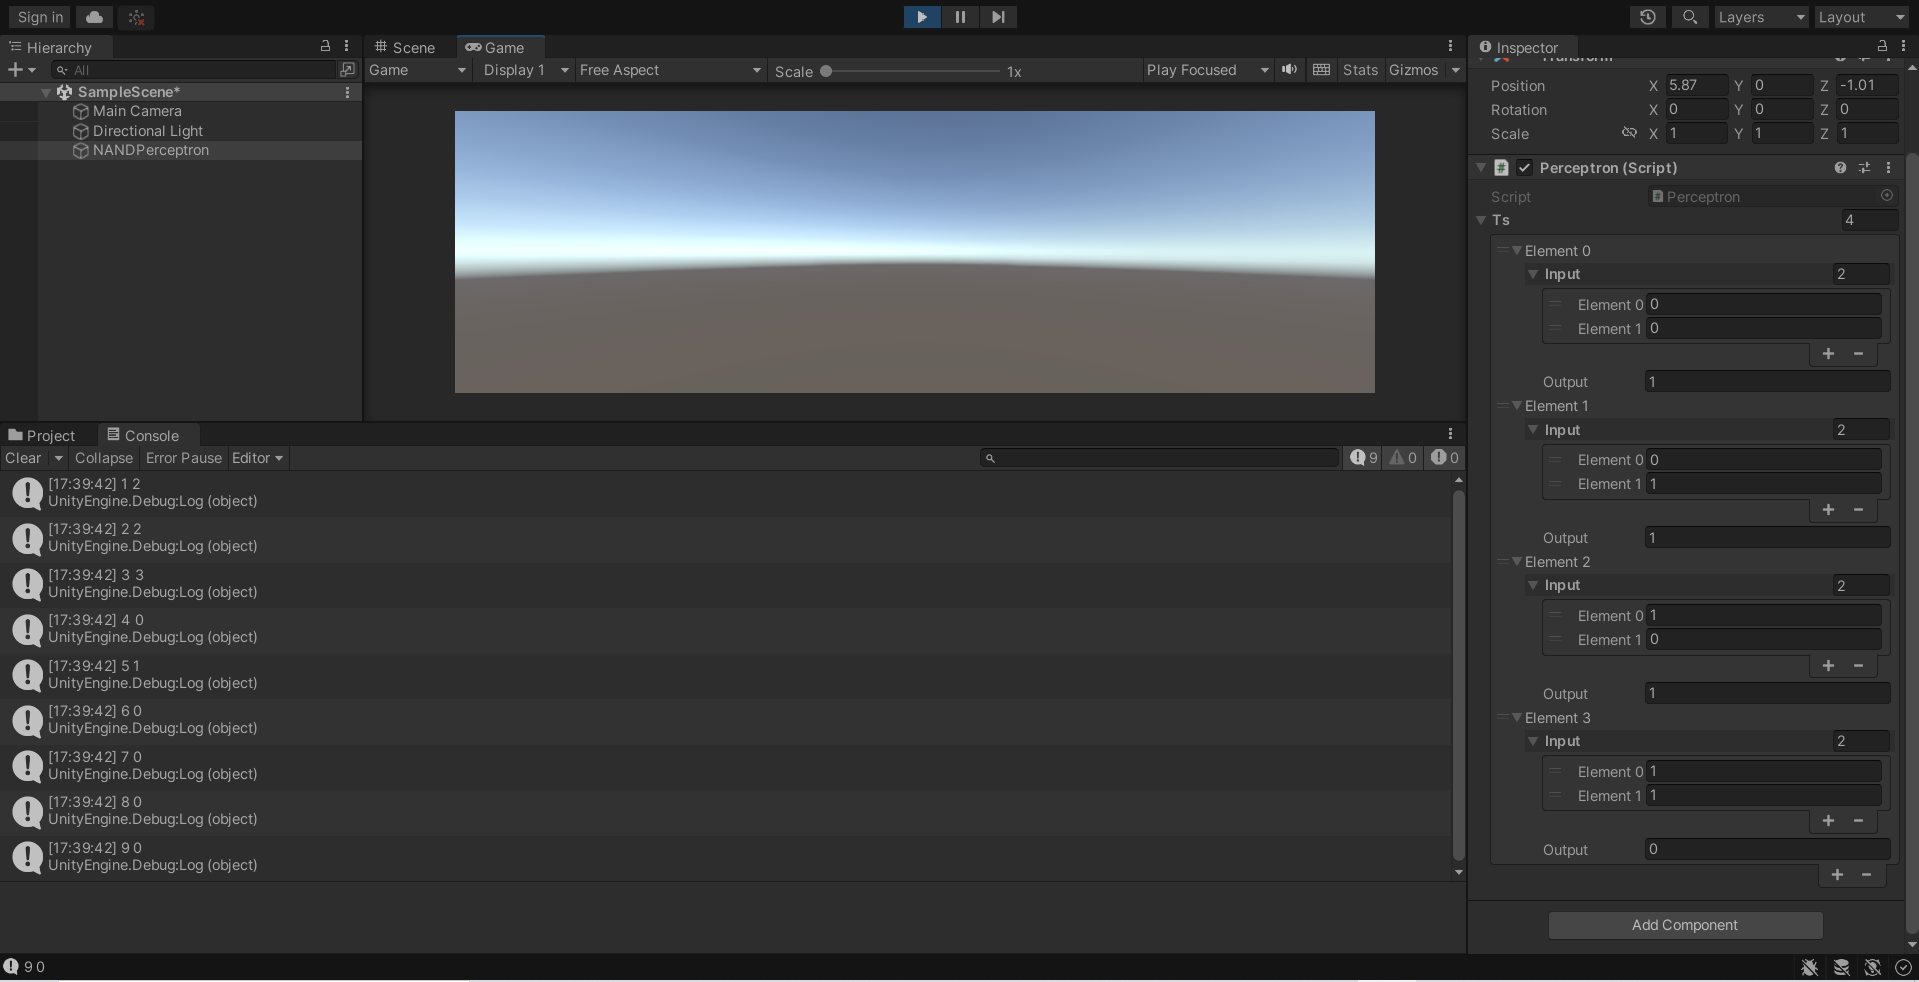 Sign in
Layers
Layout
Hierarchy
All
SampleScene*
Main Camera
Directional Light
NANDPerceptron
Scene
Game
Game
Display 1
Free Aspect
Scale
1x
Play Focused
Stats
Gizmos
Project
Console
Clear
Collapse
Error Pause
Editor
9
0
0
[17:39:42] 1 2
UnityEngine.Debug:Log (object)
[17:39:42] 2 2
UnityEngine.Debug:Log (object)
[17:39:42] 3 3
UnityEngine.Debug:Log (object)
[17:39:42] 4 0
UnityEngine.Debug:Log (object)
[17:39:42] 5 1
UnityEngine.Debug:Log (object)
[17:39:42] 6 0
UnityEngine.Debug:Log (object)
[17:39:42] 7 0
UnityEngine.Debug:Log (object)
[17:39:42] 8 0
UnityEngine.Debug:Log (object)
[17:39:42] 9 0
UnityEngine.Debug:Log (object)
9 0
Inspector
Transform
Position X 5.87 Y 0 Z -1.01
Rotation X 0 Y 0 Z 0
Scale X 1 Y 1 Z 1
Perceptron (Script)
Script Perceptron
Ts 4
Element 0
Input 2
Element 0 0
Element 1 0
Output 1
Element 1
Input 2
Element 0 0
Element 1 1
Output 1
Element 2
Input 2
Element 0 1
Element 1 0
Output 1
Element 3
Input 2
Element 0 1
Element 1 1
Output 0
Add Component